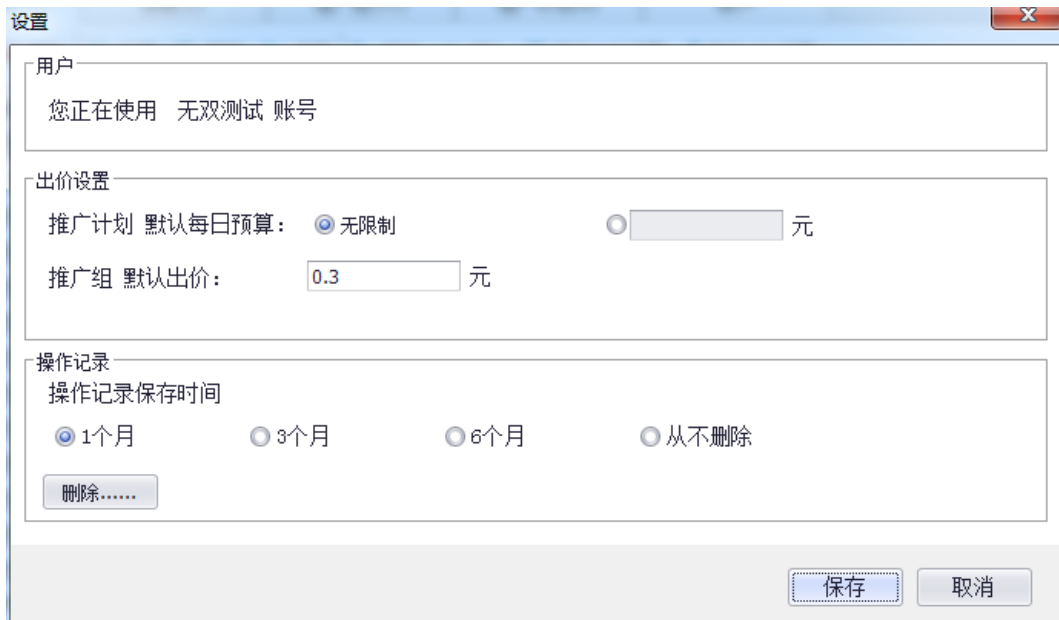 设置
用户
您正在使用 无双测试 账号
出价设置
推广计划 默认每日预算： 无限制 元
推广组 默认出价： 0.3 元
操作记录
操作记录保存时间
1个月 3个月 6个月 从不删除
删除......
保存 取消